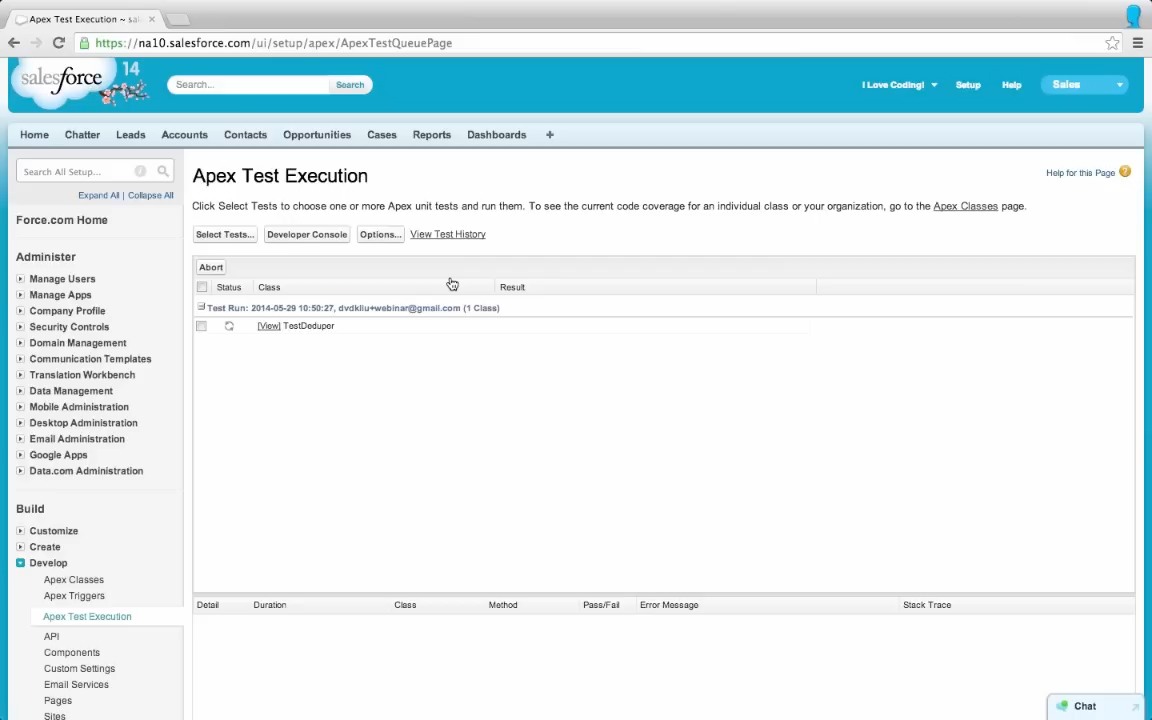 Apex Test Execution ~ sal
https://na10.salesforce.com/ui/setup/apex/ApexTestQueuePage
salesforce 14
Search... Search
I Love Coding! Setup Help Sales
Home Chatter Leads Accounts Contacts Opportunities Cases Reports Dashboards +
Search All Setup...
Expand All | Collapse All
Force.com Home
Administer
Manage Users
Manage Apps
Company Profile
Security Controls
Domain Management
Communication Templates
Translation Workbench
Data Management
Mobile Administration
Desktop Administration
Email Administration
Google Apps
Data.com Administration
Build
Customize
Create
Develop
Apex Classes
Apex Triggers
Apex Test Execution
API
Components
Custom Settings
Email Services
Pages
Sites
Apex Test Execution
Help for this Page ?
Click Select Tests to choose one or more Apex unit tests and run them. To see the current code coverage for an individual class or your organization, go to the Apex Classes page.
Select Tests... Developer Console Options... View Test History
Abort
Status Class Result
Test Run: 2014-05-29 10:50:27, dvdkliu+webinar@gmail.com (1 Class)
[View] TestDeduper
Detail Duration Class Method Pass/Fail Error Message Stack Trace
Chat